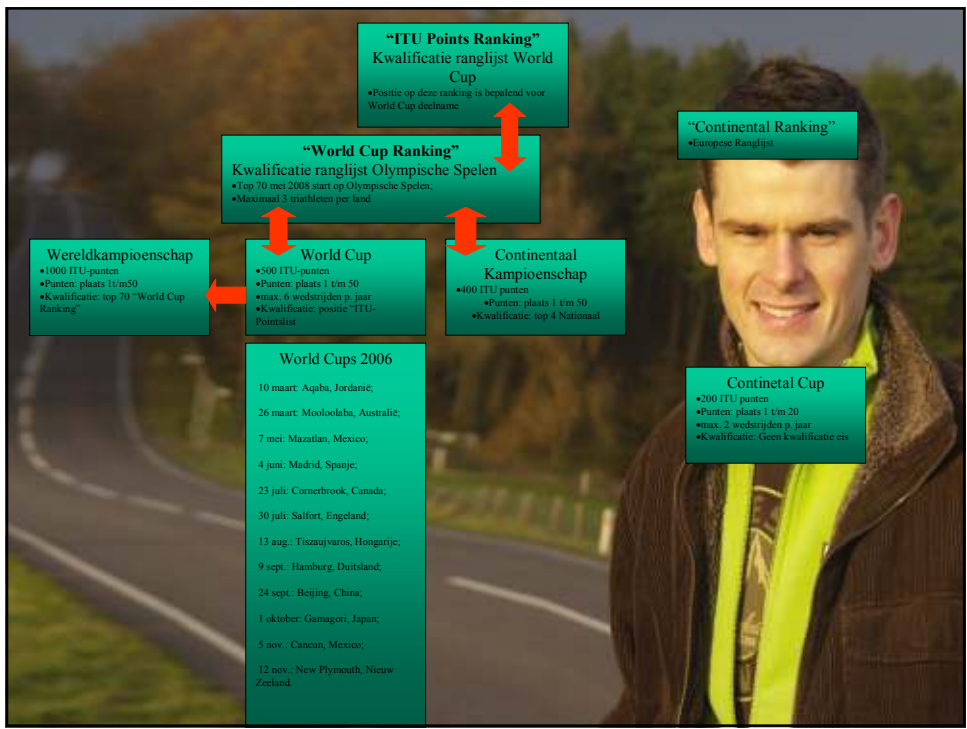 “ITU Points Ranking”
Kwalificatie ranglijst World
Cup
•Positie op deze ranking is bepalend voor
World Cup deelname
“Continental Ranking”
•Europese Ranglijst
“World Cup Ranking”
Kwalificatie ranglijst Olympische Spelen
•Top 70 mei 2008 start op Olympische Spelen;
•Maximaal 3 triathleten per land
Wereldkampioenschap
•1000 ITU-punten
•Punten: plaats 1t/m50
•Kwalificatie: top 70 “World Cup
Ranking”
World Cup
•500 ITU-punten
•Punten: plaats 1 t/m 50
•max. 6 wedstrijden p. jaar
•Kwalificatie: positie “ITU-
Pointslist
Continentaal
Kampioenschap
•400 ITU punten
•Punten: plaats 1 t/m 50
•Kwalificatie: top 4 Nationaal
World Cups 2006
10 maart: Aqaba, Jordanië;
26 maart: Mooloolaba, Australië;
7 mei: Mazatlan, Mexico;
4 juni: Madrid, Spanje;
23 juli: Cornerbrook, Canada;
30 juli: Salfort, Engeland;
13 aug.: Tiszaujvaros, Hongarije;
9 sept.: Hamburg, Duitsland;
24 sept.: Beijing, China;
1 oktober: Gamagori, Japan;
5 nov.: Cancun, Mexico;
12 nov.: New Plymouth, Nieuw
Zeeland.
Continetal Cup
•200 ITU punten
•Punten: plaats 1 t/m 20
•max. 2 wedstrijden p. jaar
•Kwalificatie: Geen kwalificatie eis